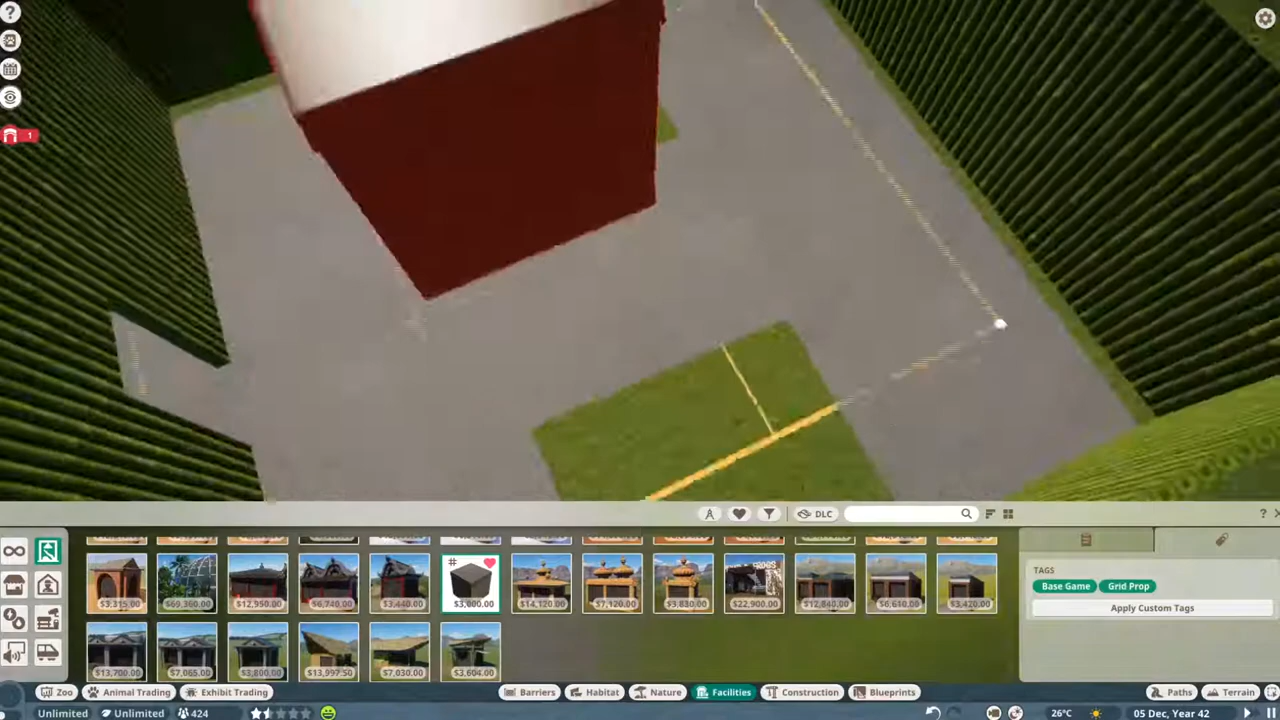 ?
1
DLC
?
$3,315.00 $69,360.00 $12,950.00 $6,740.00 $3,440.00 # $3,000.00 $14,120.00 $7,120.00 $3,830.00 $22,900.00 $12,840.00 $6,610.00 $3,420.00
TAGS
Base Game Grid Prop
Apply Custom Tags
$13,700.00 $7,065.00 $3,800.00 $13,997.50 $7,030.00 $3,604.00
Zoo Animal Trading Exhibit Trading Barriers Habitat Nature Facilities Construction Blueprints Paths Terrain
Unlimited Unlimited 424 26°C 05 Dec, Year 42